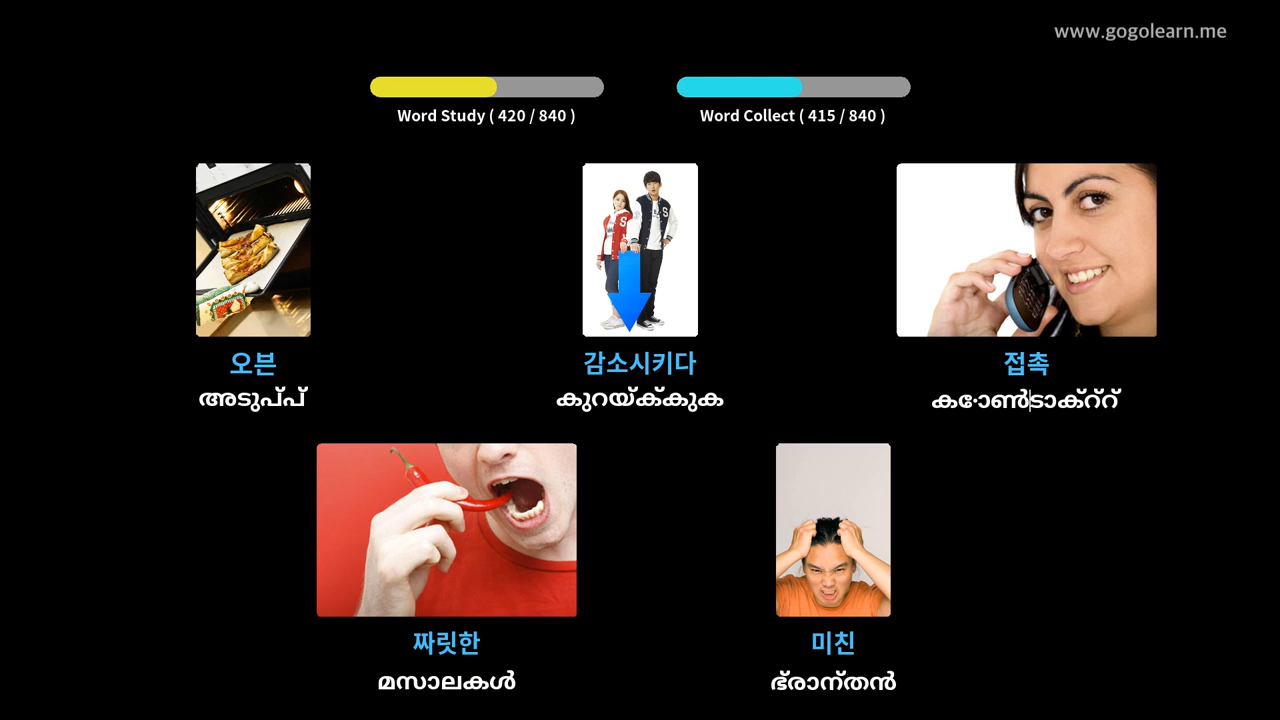 www.gogolearn.me
Word Study ( 420 / 840 )
Word Collect ( 415 / 840 )
오븐
감소시키다
접촉
അടുപ്പ്
കുറയ്ക്കുക
കോൺടാക്റ്റ്
짜릿한
미친
മസാലകൾ
ഭ്രാന്തൻ